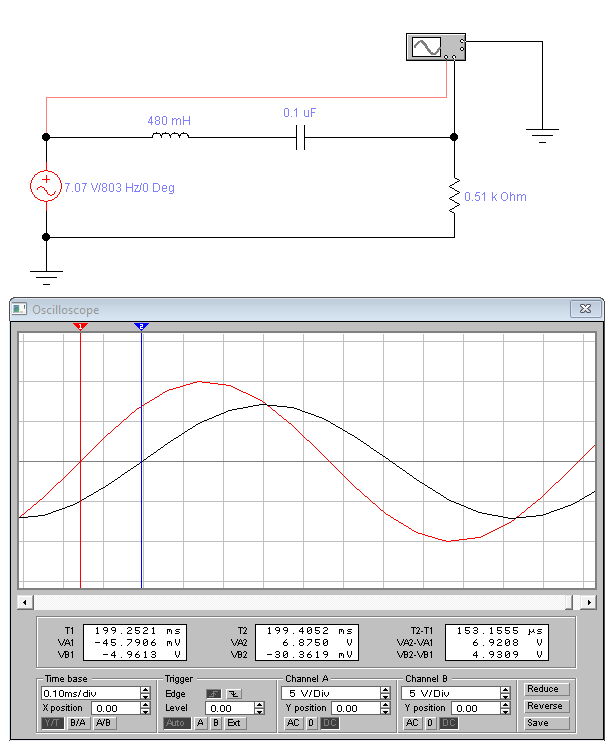 480 mH
0.1 uF
7.07 V/803 Hz/0 Deg
0.51 k Ohm
Oscilloscope
1 2
T1 199.2521 ms T2 199.4052 ms T2-T1 153.1555 µs
VA1 -45.7906 mV VA2 6.8750 V VA2-VA1 6.9208 V
VB1 -4.9613 V VB2 -30.3619 mV VB2-VB1 4.9309 V
Time base Trigger Channel A Channel B
0.10ms/div Edge 5 V/Div 5 V/Div Reduce
X position 0.00 Level 0.00 Y position 0.00 Y position 0.00 Reverse
Y/T B/A A/B Auto A B Ext AC 0 DC AC 0 DC Save